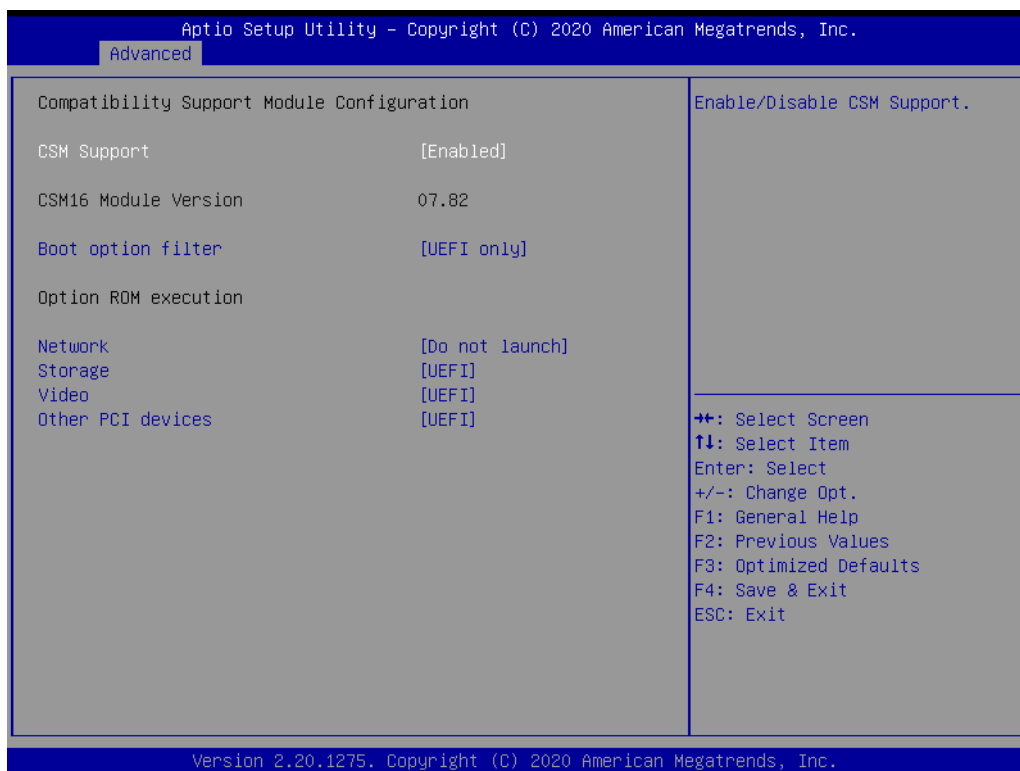 Aptio Setup Utility – Copyright (C) 2020 American Megatrends, Inc.
Advanced
Compatibility Support Module Configuration
CSM Support [Enabled]
CSM16 Module Version 07.82
Boot option filter [UEFI only]
Option ROM execution
Network [Do not launch]
Storage [UEFI]
Video [UEFI]
Other PCI devices [UEFI]
Enable/Disable CSM Support.
→←: Select Screen
↑↓: Select Item
Enter: Select
+/-: Change Opt.
F1: General Help
F2: Previous Values
F3: Optimized Defaults
F4: Save & Exit
ESC: Exit
Version 2.20.1275. Copyright (C) 2020 American Megatrends, Inc.